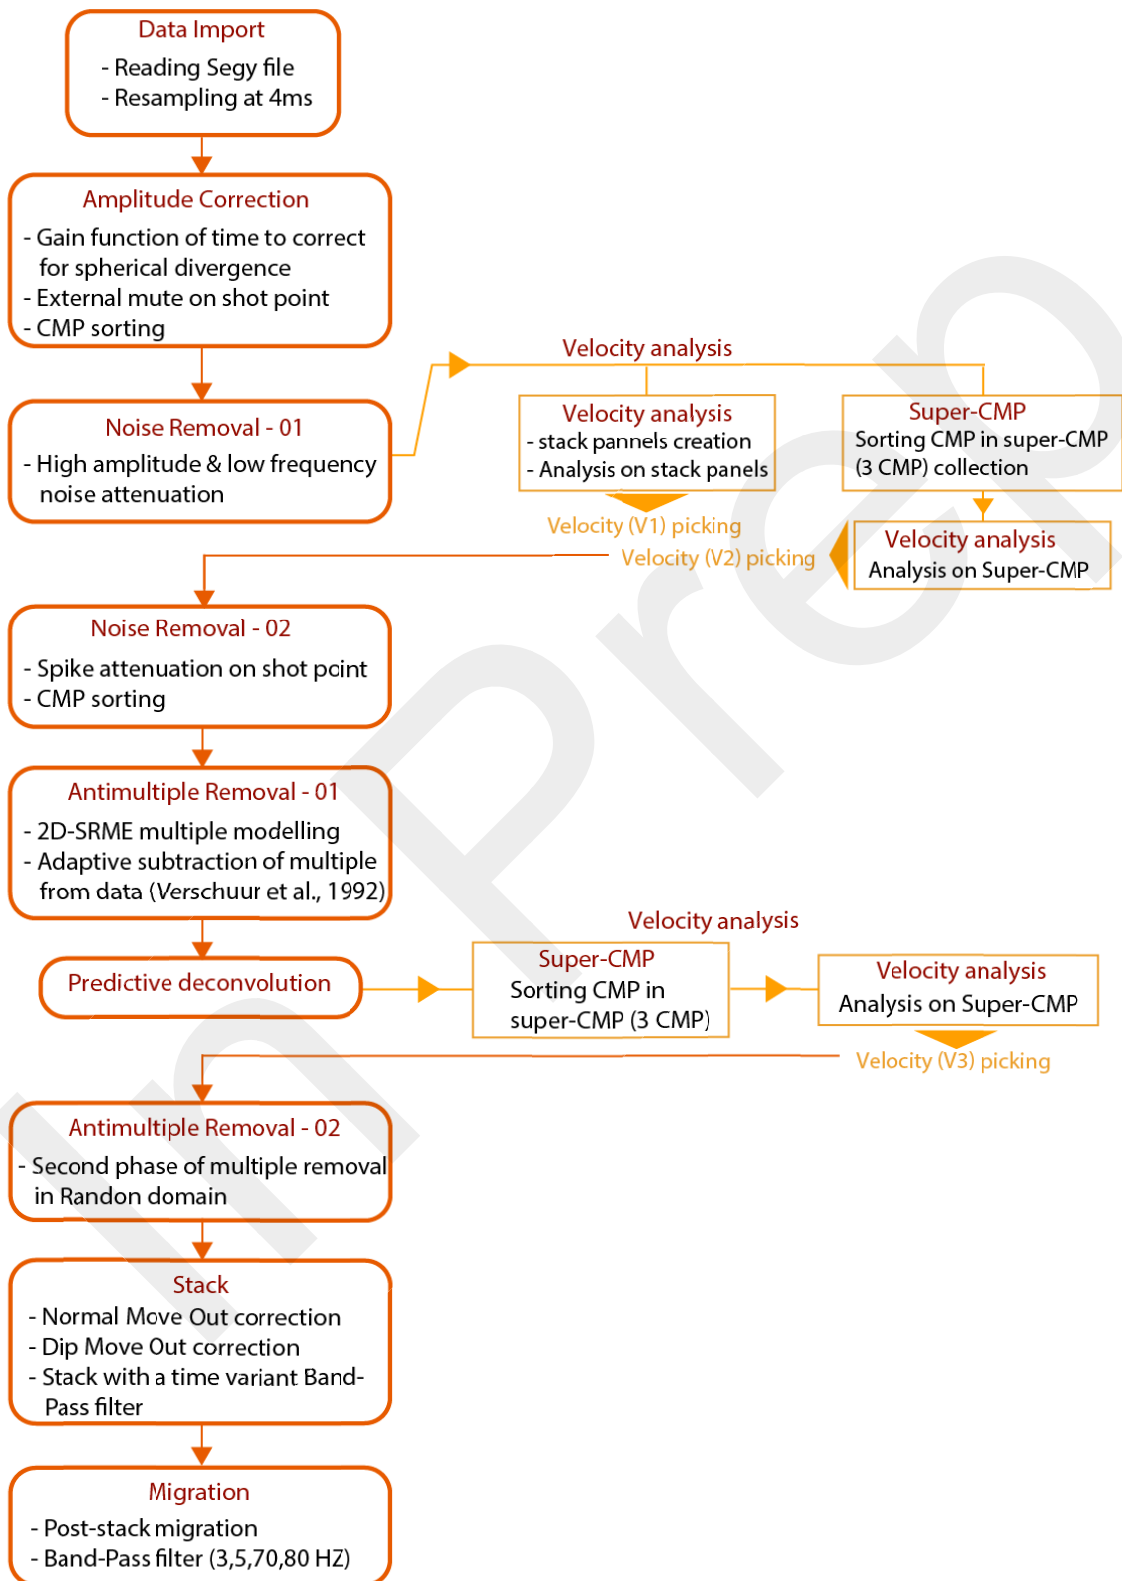 Data Import
- Reading Segy file
- Resampling at 4ms
Amplitude Correction
- Gain function of time to correct
for spherical divergence
- External mute on shot point
- CMP sorting
Noise Removal - 01
- High amplitude & low frequency
noise attenuation
Velocity analysis
Velocity analysis
- stack pannels creation
- Analysis on stack panels
Velocity (V1) picking
Super-CMP
Sorting CMP in super-CMP
(3 CMP) collection
Velocity analysis
Analysis on Super-CMP
Velocity (V2) picking
Noise Removal - 02
- Spike attenuation on shot point
- CMP sorting
Antimultiple Removal - 01
- 2D-SRME multiple modelling
- Adaptive subtraction of multiple
from data (Verschuur et al., 1992)
Predictive deconvolution
Velocity analysis
Super-CMP
Sorting CMP in
super-CMP (3 CMP)
Velocity analysis
Analysis on Super-CMP
Velocity (V3) picking
Antimultiple Removal - 02
- Second phase of multiple removal
in Randon domain
Stack
- Normal Move Out correction
- Dip Move Out correction
- Stack with a time variant Band-
Pass filter
Migration
- Post-stack migration
- Band-Pass filter (3,5,70,80 HZ)
In Prep